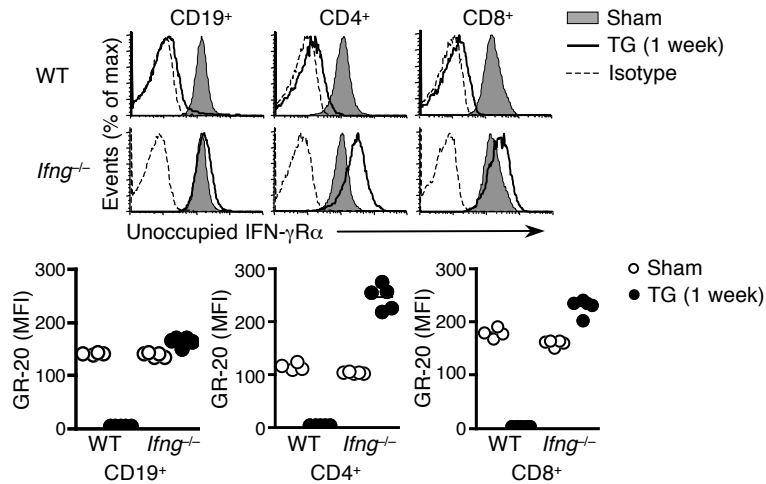 CD19⁺ CD4⁺ CD8⁺
Sham
TG (1 week)
Isotype
WT
Ifng⁻/⁻
Events (% of max)
Unoccupied IFN-γRα
Sham
TG (1 week)
GR-20 (MFI)
300
200
100
0
WT Ifng⁻/⁻
CD19⁺
GR-20 (MFI)
300
200
100
0
WT Ifng⁻/⁻
CD4⁺
GR-20 (MFI)
300
200
100
0
WT Ifng⁻/⁻
CD8⁺